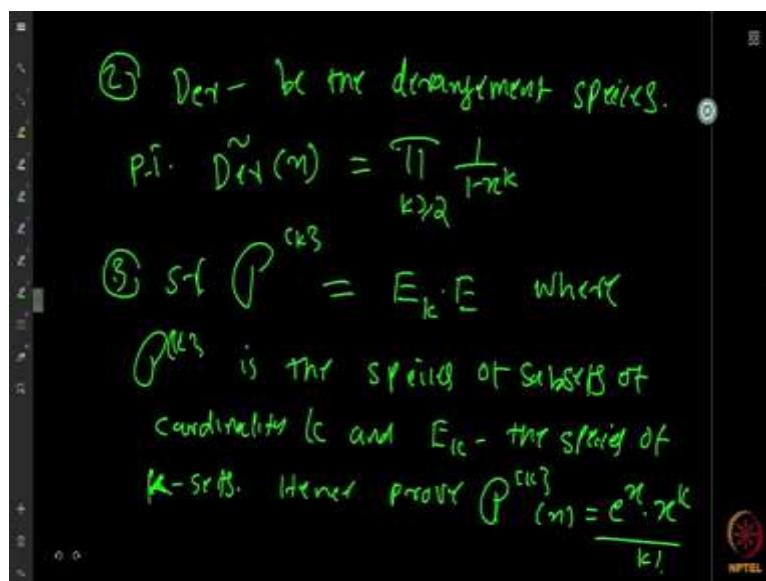 ② Der - be the derangement species.
P.T. D̃er(x) = ∏_{k≥2} 1/(1-x^k)
③ S.t P^{[k]} = E_k · E where
P^{[k]} is the species of subsets of
cardinality k and E_k - the species of
k-sets. Hence prove P^{[k]}(x) = e^x · x^k / k!
NPTEL